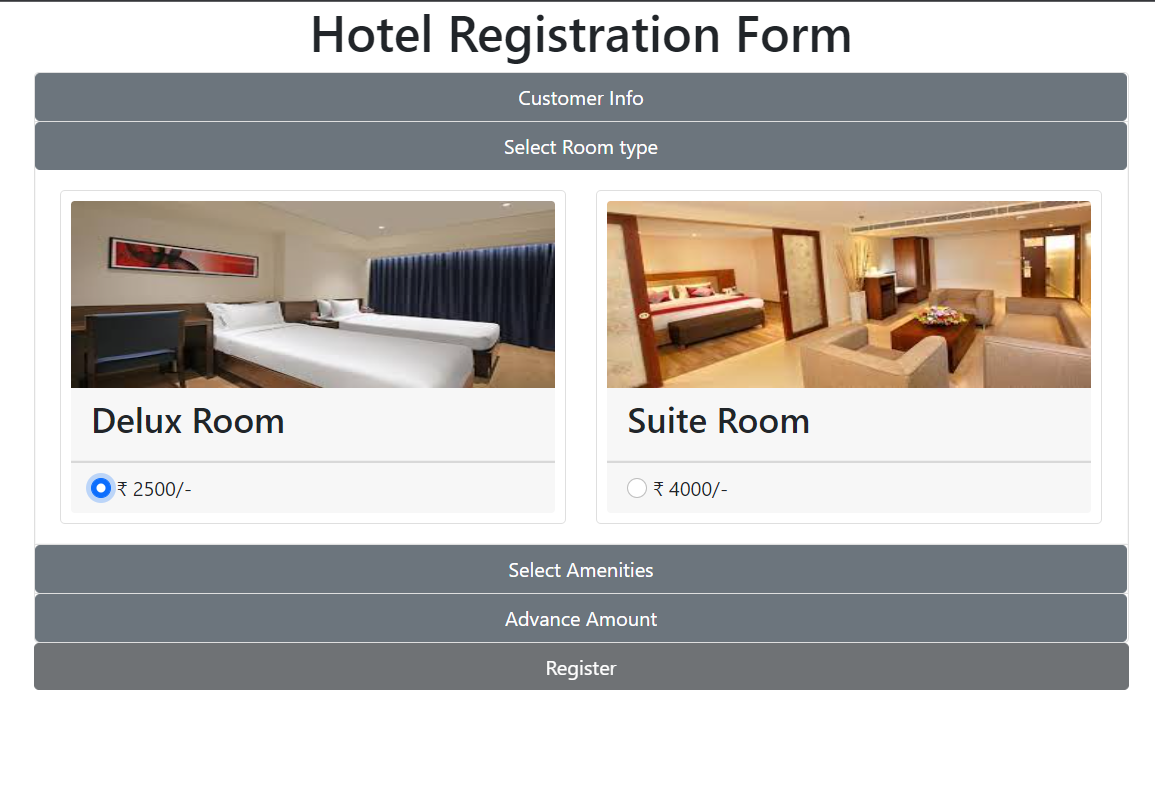 Hotel Registration Form
Customer Info
Select Room type
Delux Room
₹ 2500/-
Suite Room
₹ 4000/-
Select Amenities
Advance Amount
Register